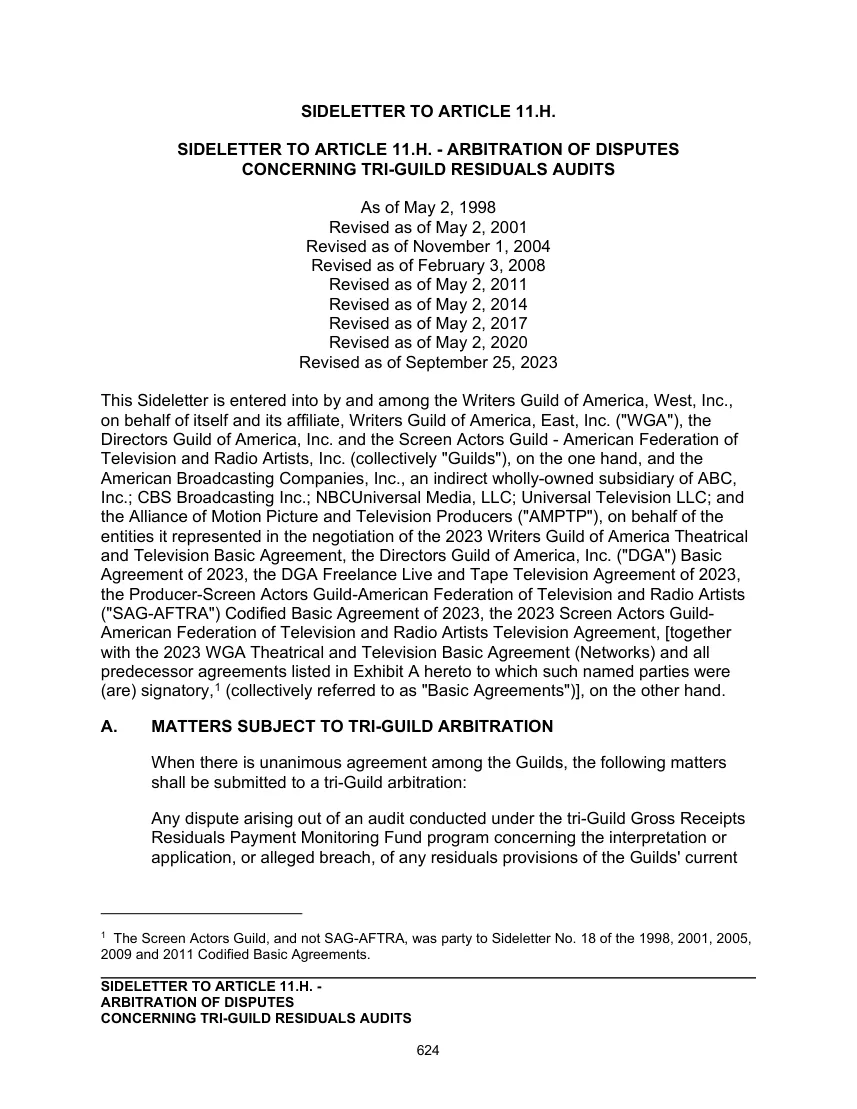 SIDELETTER TO ARTICLE 11.H.
SIDELETTER TO ARTICLE 11.H. - ARBITRATION OF DISPUTES
CONCERNING TRI-GUILD RESIDUALS AUDITS
As of May 2, 1998
Revised as of May 2, 2001
Revised as of November 1, 2004
Revised as of February 3, 2008
Revised as of May 2, 2011
Revised as of May 2, 2014
Revised as of May 2, 2017
Revised as of May 2, 2020
Revised as of September 25, 2023
This Sideletter is entered into by and among the Writers Guild of America, West, Inc.,
on behalf of itself and its affiliate, Writers Guild of America, East, Inc. ("WGA"), the
Directors Guild of America, Inc. and the Screen Actors Guild - American Federation of
Television and Radio Artists, Inc. (collectively "Guilds"), on the one hand, and the
American Broadcasting Companies, Inc., an indirect wholly-owned subsidiary of ABC,
Inc.; CBS Broadcasting Inc.; NBCUniversal Media, LLC; Universal Television LLC; and
the Alliance of Motion Picture and Television Producers ("AMPTP"), on behalf of the
entities it represented in the negotiation of the 2023 Writers Guild of America Theatrical
and Television Basic Agreement, the Directors Guild of America, Inc. ("DGA") Basic
Agreement of 2023, the DGA Freelance Live and Tape Television Agreement of 2023,
the Producer-Screen Actors Guild-American Federation of Television and Radio Artists
("SAG-AFTRA") Codified Basic Agreement of 2023, the 2023 Screen Actors Guild-
American Federation of Television and Radio Artists Television Agreement, [together
with the 2023 WGA Theatrical and Television Basic Agreement (Networks) and all
predecessor agreements listed in Exhibit A hereto to which such named parties were
(are) signatory,1 (collectively referred to as "Basic Agreements")], on the other hand.
A. MATTERS SUBJECT TO TRI-GUILD ARBITRATION
When there is unanimous agreement among the Guilds, the following matters
shall be submitted to a tri-Guild arbitration:
Any dispute arising out of an audit conducted under the tri-Guild Gross Receipts
Residuals Payment Monitoring Fund program concerning the interpretation or
application, or alleged breach, of any residuals provisions of the Guilds' current
1 The Screen Actors Guild, and not SAG-AFTRA, was party to Sideletter No. 18 of the 1998, 2001, 2005,
2009 and 2011 Codified Basic Agreements.
SIDELETTER TO ARTICLE 11.H. -
ARBITRATION OF DISPUTES
CONCERNING TRI-GUILD RESIDUALS AUDITS
624